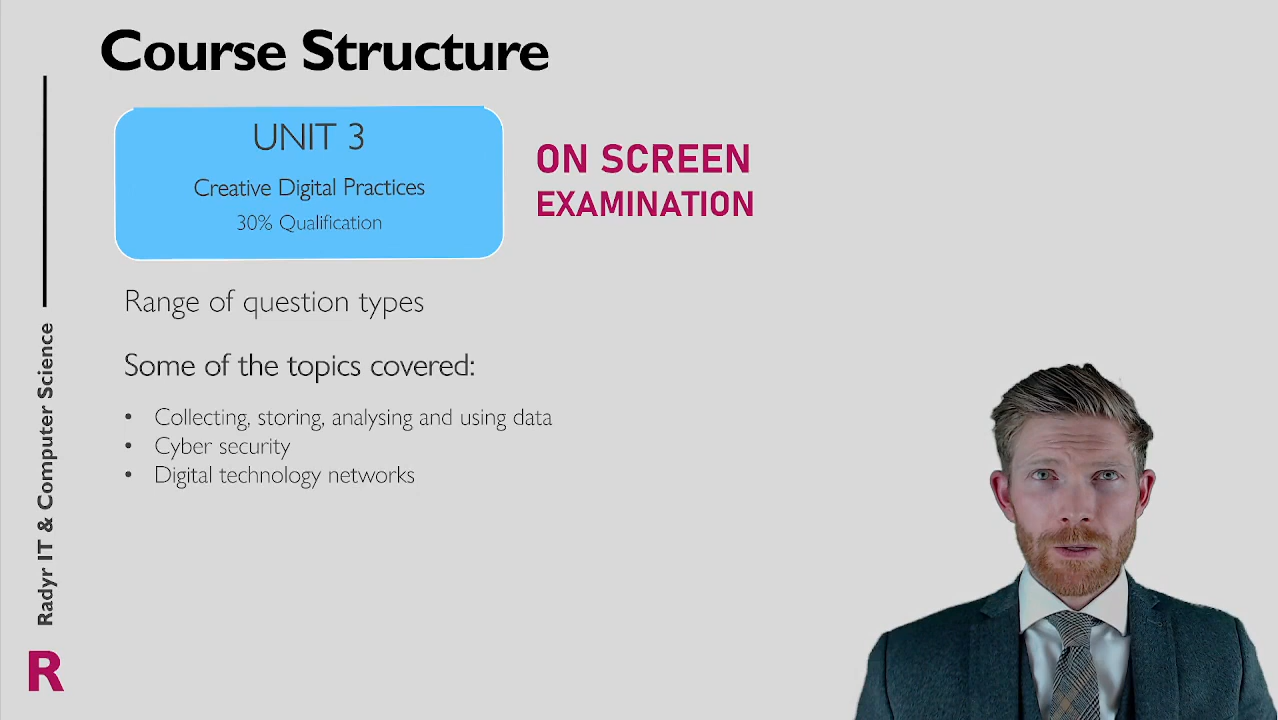 Course Structure
UNIT 3
Creative Digital Practices
30% Qualification
ON SCREEN
EXAMINATION
Range of question types
Some of the topics covered:
• Collecting, storing, analysing and using data
• Cyber security
• Digital technology networks
Radyr IT & Computer Science
R